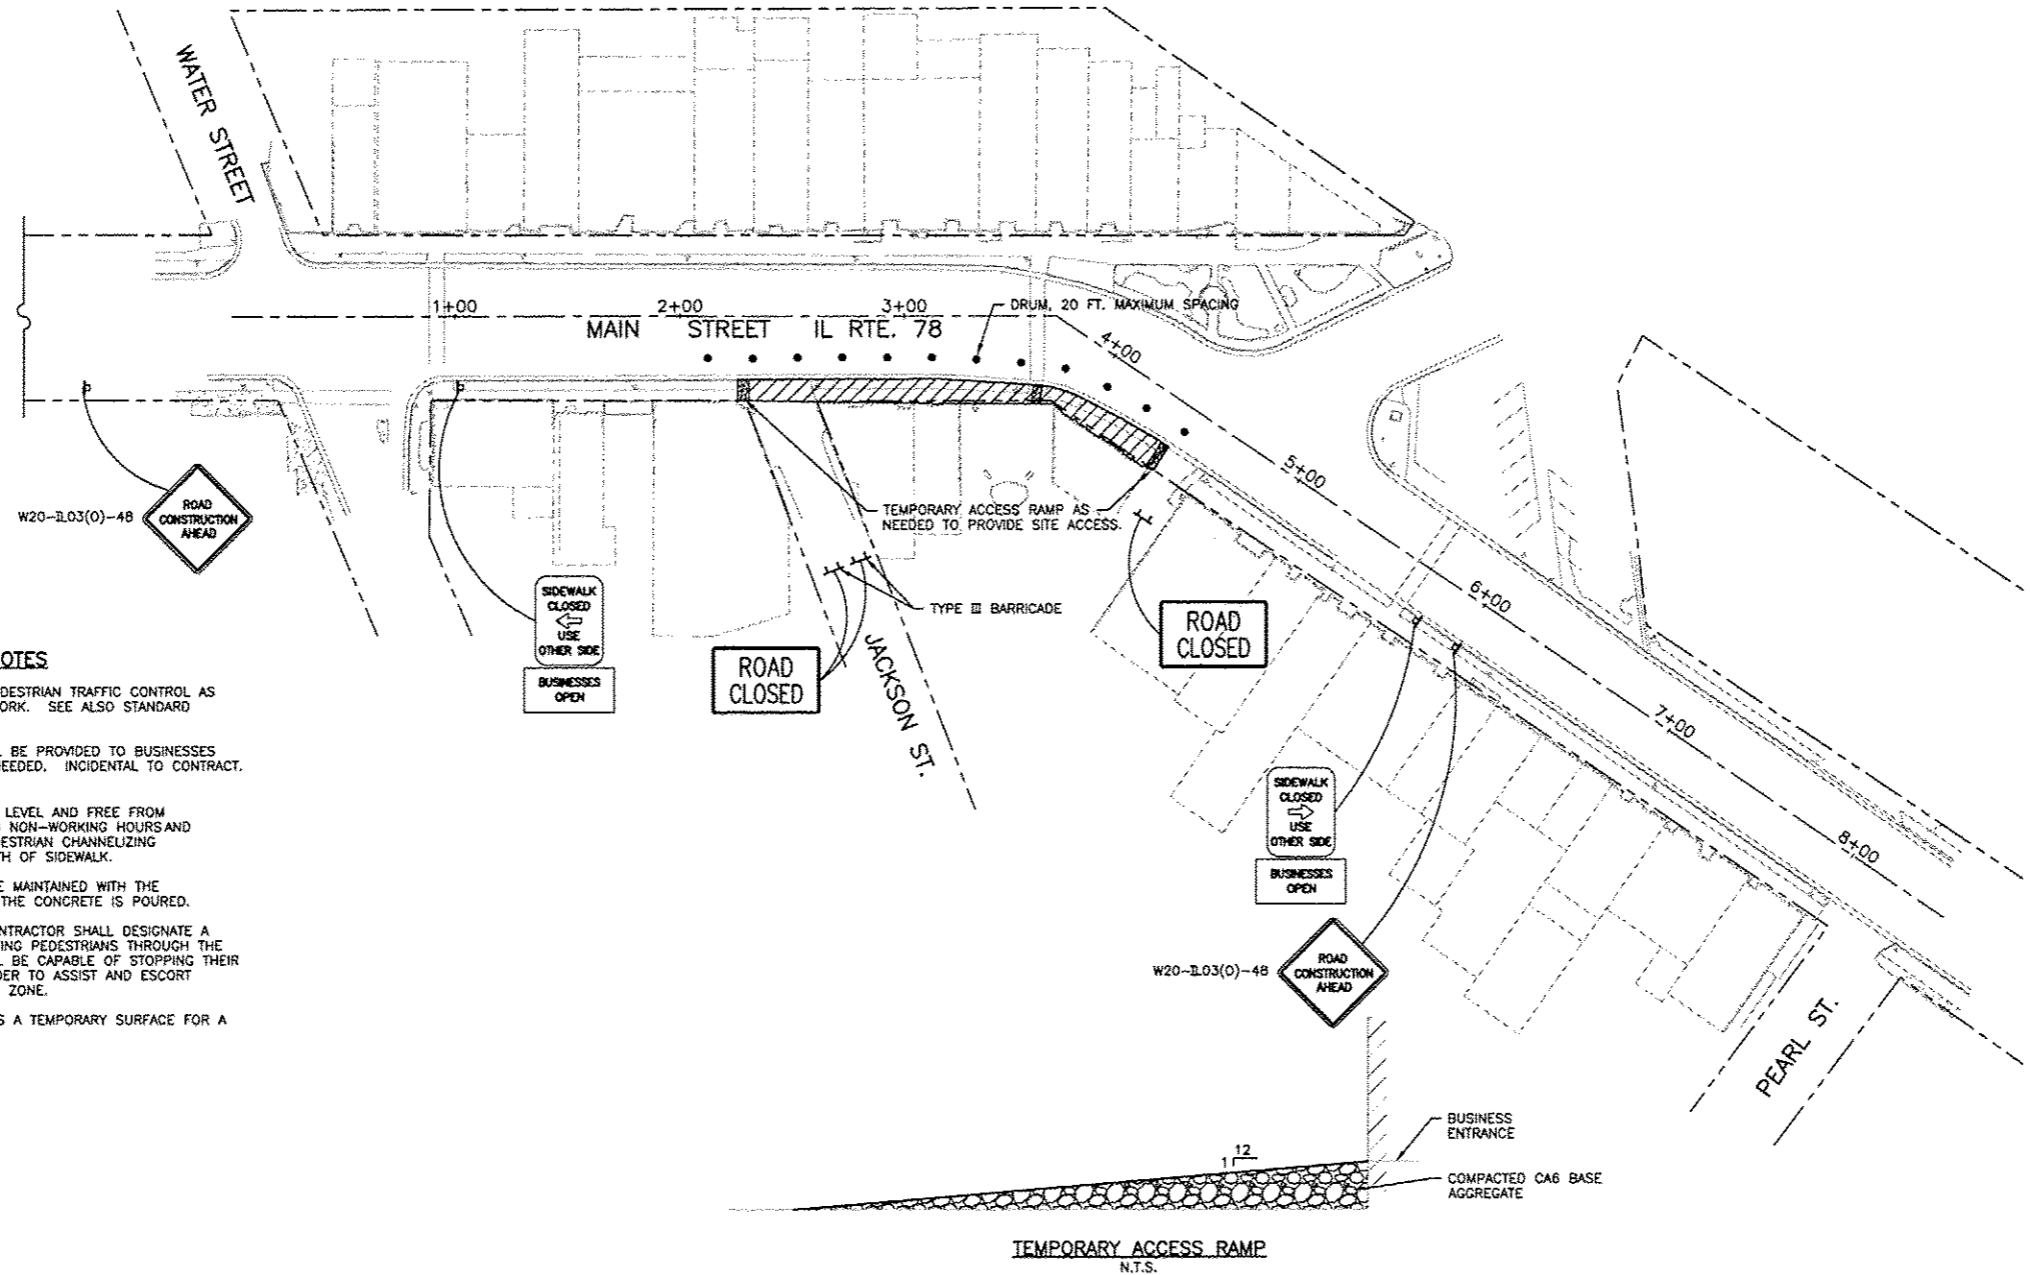 WATER STREET
1+00
2+00
3+00
DRUM, 20 FT. MAXIMUM SPACING
MAIN STREET IL RTE. 78
4+00
5+00
6+00
7+00
8+00
W20-IL03(O)-48
ROAD
CONSTRUCTION
AHEAD
TEMPORARY ACCESS RAMP AS
NEEDED TO PROVIDE SITE ACCESS.
SIDEWALK
CLOSED
USE
OTHER SIDE
BUSINESSES
OPEN
TYPE III BARRICADE
ROAD
CLOSED
JACKSON ST.
ROAD
CLOSED
OTES
DESTRIAN TRAFFIC CONTROL AS
ORK. SEE ALSO STANDARD
BE PROVIDED TO BUSINESSES
EEDED. INCIDENTAL TO CONTRACT.
LEVEL AND FREE FROM
NON-WORKING HOURS AND
ESTRIAN CHANNELIZING
TH OF SIDEWALK.
E MAINTAINED WITH THE
THE CONCRETE IS POURED.
NTRACTOR SHALL DESIGNATE A
ING PEDESTRIANS THROUGH THE
L BE CAPABLE OF STOPPING THEIR
DER TO ASSIST AND ESCORT
ZONE.
S A TEMPORARY SURFACE FOR A
SIDEWALK
CLOSED
USE
OTHER SIDE
BUSINESSES
OPEN
W20-IL03(O)-48
ROAD
CONSTRUCTION
AHEAD
PEARL ST.
12
1
BUSINESS
ENTRANCE
COMPACTED CA6 BASE
AGGREGATE
TEMPORARY ACCESS RAMP
N.T.S.